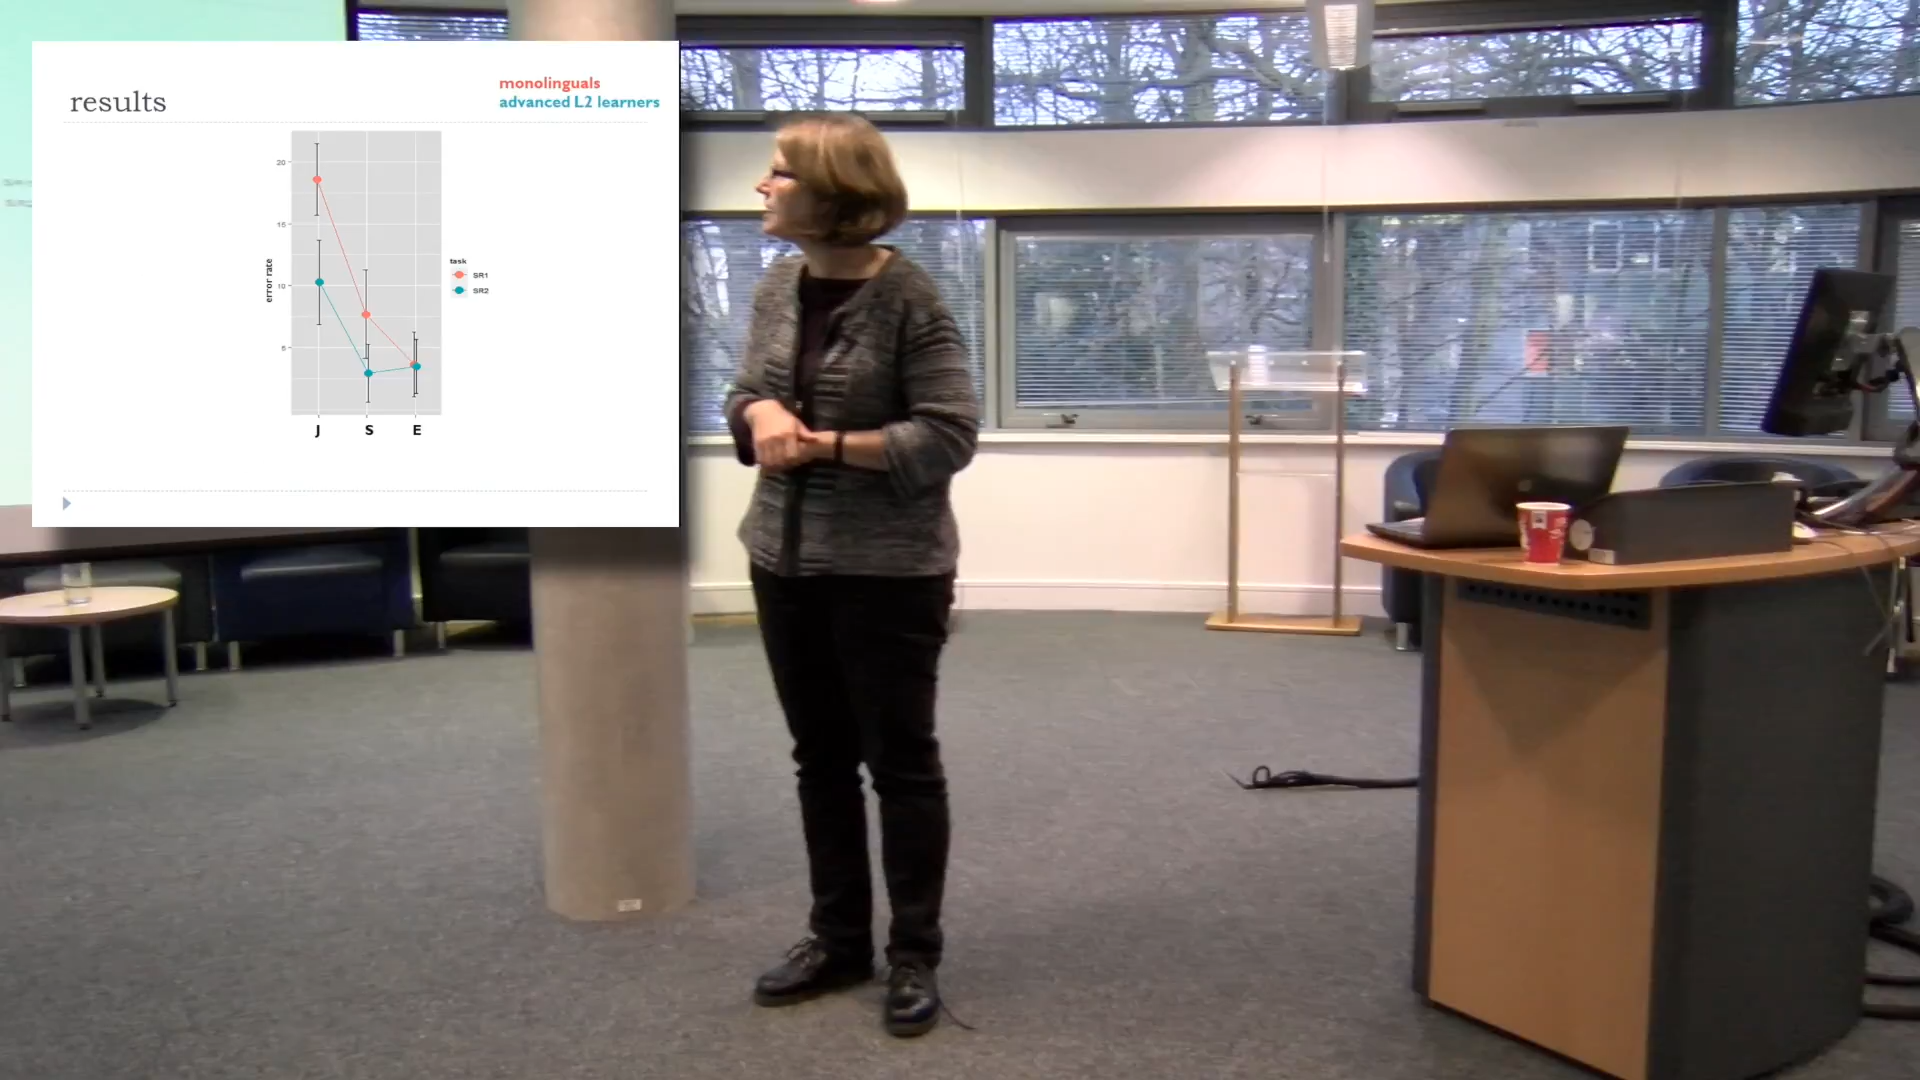 results
monolinguals
advanced L2 learners
20
15
10
5
error rate
task
SR1
SR2
J S E